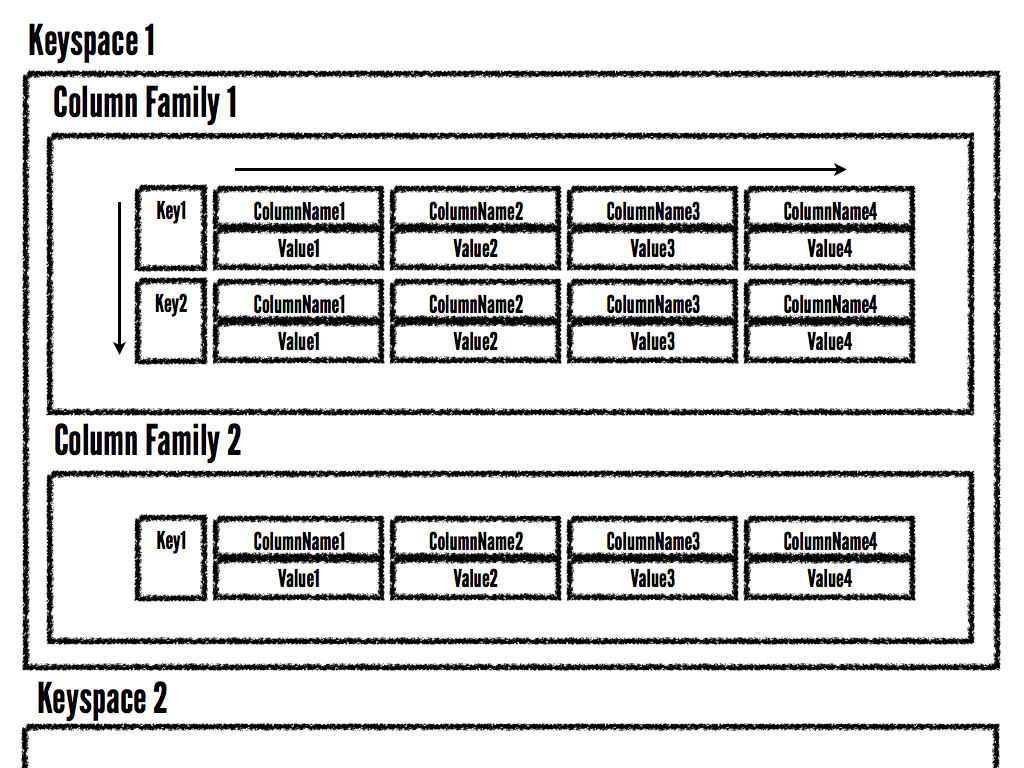 Keyspace 1
Column Family 1
Key1 ColumnName1 ColumnName2 ColumnName3 ColumnName4
Value1 Value2 Value3 Value4
Key2 ColumnName1 ColumnName2 ColumnName3 ColumnName4
Value1 Value2 Value3 Value4
Column Family 2
Key1 ColumnName1 ColumnName2 ColumnName3 ColumnName4
Value1 Value2 Value3 Value4
Keyspace 2